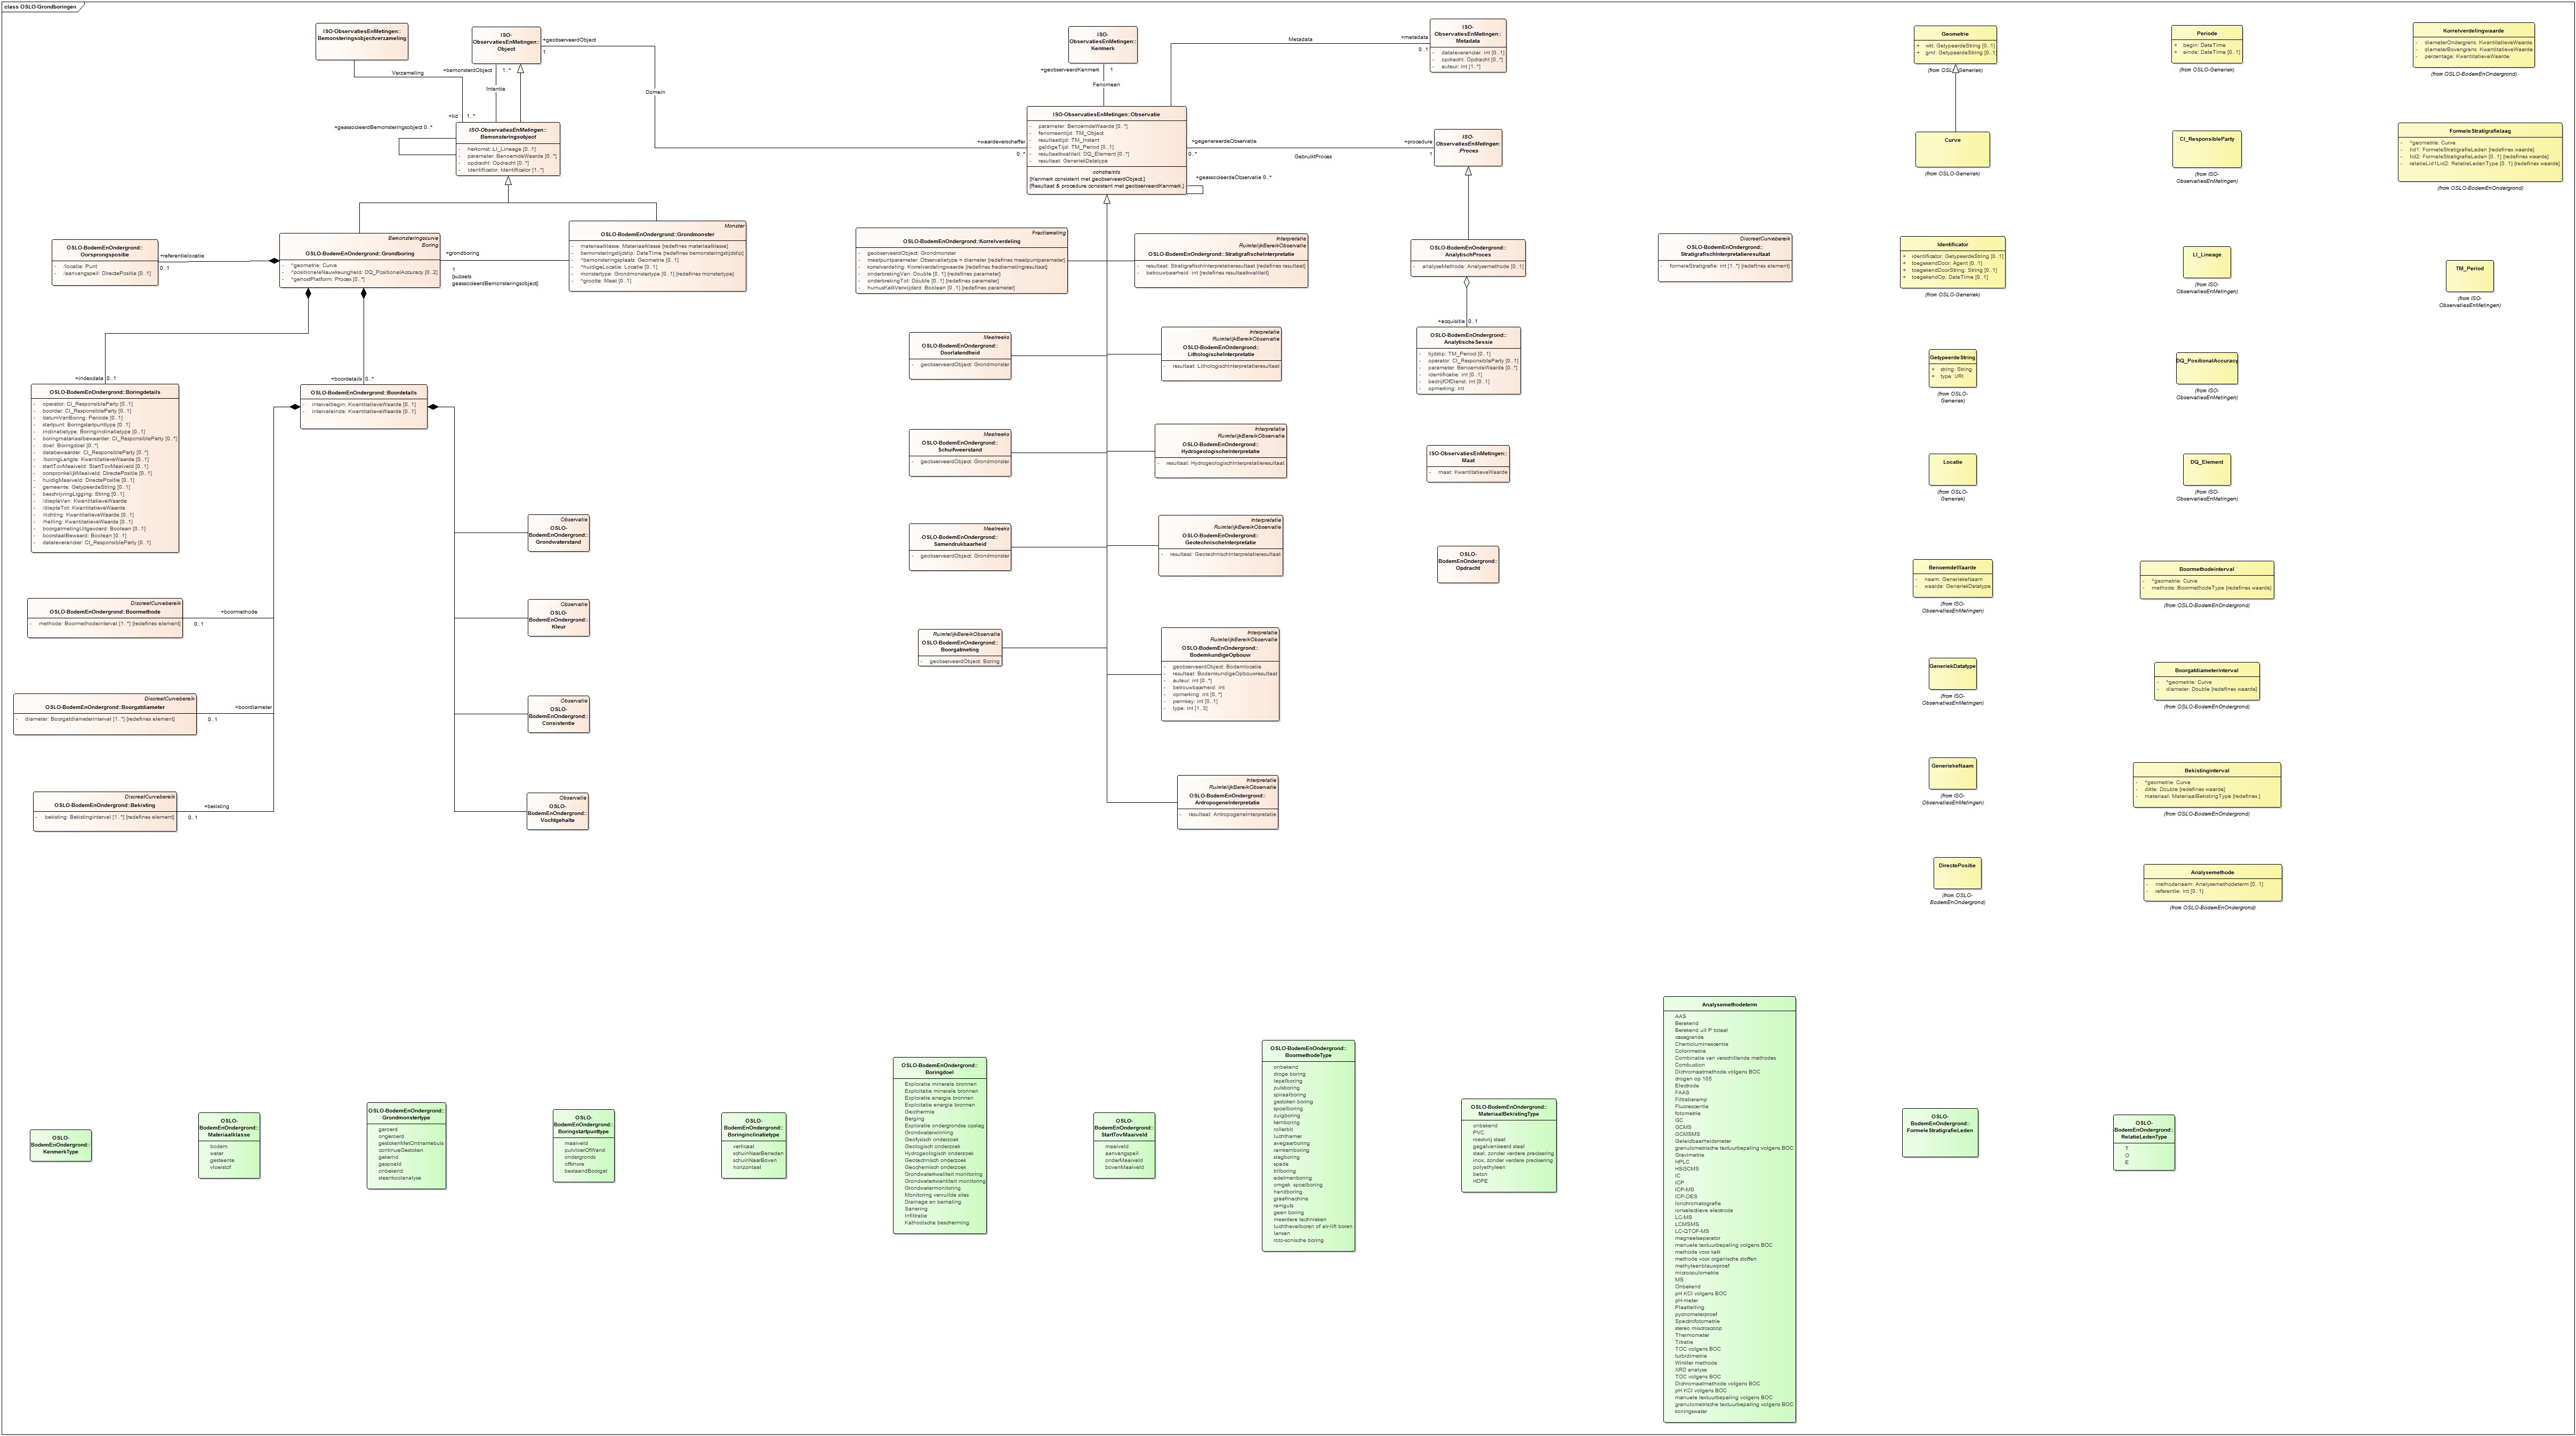 class OSLO-Grondboringen
ISO-ObservatiesEnMetingen::
Bemonsteringsobjectverzameling
ISO-
ObservatiesEnMetingen::
Object
+geobserveerdObject
1
Verzameling
+bemonsterdObject
1..*
Intentie
Domein
+lid
1..*
+geassocieerdBemonsteringsobject 0..*
ISO-ObservatiesEnMetingen::
Bemonsteringsobject
- herkomst: LI_Lineage [0..1]
- parameter: BenoemdeWaarde [0..*]
- opdracht: Opdracht [0..*]
- identificator: Identificator [1..*]
ISO-
ObservatiesEnMetingen::
Kenmerk
+geobserveerdKenmerk
1
Fenomeen
Metadata
+metadata
0..1
ISO-
ObservatiesEnMetingen::
Metadata
- dataleverancier: int [0..1]
- opdracht: Opdracht [0..*]
- auteur: int [1..*]
ISO-ObservatiesEnMetingen::Observatie
- parameter: BenoemdeWaarde [0..*]
- fenomeentijd: TM_Object
- resultaattijd: TM_Instant
- geldigeTijd: TM_Period [0..1]
- resultaatkwaliteit: DQ_Element [0..*]
- resultaat: GeneriekDatatype
constraints
{Kenmerk consistent met geobserveerdObject.}
{Resultaat & procedure consistent met geobserveerdKenmerk.}
+waardeverschaffer
0..*
+gegenereerdeObservatie
0..*
GebruiktProces
+procedure
1
+geassocieerdeObservatie 0..*
ISO-
ObservatiesEnMetingen::
Proces
OSLO-BodemEnOndergrond::
Oorsprongspositie
- /locatie: Punt
- /aanvangspeil: DirectePositie [0..1]
+referentielocatie
0..1
Bemonsteringscurve
Boring
OSLO-BodemEnOndergrond::Grondboring
- ^geometrie: Curve
- ^positioneleNauwkeurigheid: DQ_PositionalAccuracy [0..2]
- ^gehostPlatform: Proces [0..*]
+grondboring
1
{subsets
geassocieerdBemonsteringsobject}
Monster
OSLO-BodemEnOndergrond::Grondmonster
- materiaalklasse: Materiaalklasse {redefines materiaalklasse}
- bemonsteringstijdstip: DateTime {redefines bemonsteringstijdstip}
- ^bemonsteringsplaats: Geometrie [0..1]
- ^huidigeLocatie: Locatie [0..1]
- monstertype: Grondmonstertype [0..1] {redefines monstertype}
- ^grootte: Maat [0..1]
+indexdata
0..1
OSLO-BodemEnOndergrond::Boringdetails
- operator: CI_ResponsibleParty [0..1]
- boorder: CI_ResponsibleParty [0..1]
- datumVanBoring: Periode [0..1]
- startpunt: Boringstartpunttype [0..1]
- inclinatietype: Boringinclinatietype [0..1]
- boringmateriaalbewaarder: CI_ResponsibleParty [0..*]
- doel: Boringdoel [0..*]
- databewaarder: CI_ResponsibleParty [0..*]
- /boringLengte: KwantitatieveWaarde [0..1]
- startTovMaaiveld: StartTovMaaiveld [0..1]
- oorspronkelijkMaaiveld: DirectePositie [0..1]
- huidigMaaiveld: DirectePositie [0..1]
- gemeente: GetypeerdeString [0..1]
- beschrijvingLigging: String [0..1]
- /diepteVan: KwantitatieveWaarde
- /diepteTot: KwantitatieveWaarde
- /richting: KwantitatieveWaarde [0..1]
- /helling: KwantitatieveWaarde [0..1]
- boorgatmetingUitgevoerd: Boolean [0..1]
- boorstaalBewaard: Boolean [0..1]
- dataleverancier: CI_ResponsibleParty [0..1]
+boordetails
0..*
OSLO-BodemEnOndergrond::Boordetails
- intervalbegin: KwantitatieveWaarde [0..1]
- intervaleinde: KwantitatieveWaarde [0..1]
Observatie
OSLO-
BodemEnOndergrond::
Grondwaterstand
Observatie
OSLO-
BodemEnOndergrond::
Kleur
Observatie
OSLO-
BodemEnOndergrond::
Consistentie
Observatie
OSLO-
BodemEnOndergrond::
Vochtgehalte
DiscreetCurvebereik
OSLO-BodemEnOndergrond::Boormethode
- methode: Boormethodeinterval [1..*] {redefines element}
+boormethode
0..1
DiscreetCurvebereik
OSLO-BodemEnOndergrond::Boorgatdiameter
- diameter: Boorgatdiameterinterval [1..*] {redefines element}
+boordiameter
0..1
DiscreetCurvebereik
OSLO-BodemEnOndergrond::Bekisting
- bekisting: Bekistinginterval [1..*] {redefines element}
+bekisting
0..1
Fractiemeting
OSLO-BodemEnOndergrond::Korrelverdeling
- geobserveerdObject: Grondmonster
- meetpuntparameter: Observatietype = diameter {redefines meetpuntparameter}
- korrelverdeling: Korrelverdelingwaarde {redefines fractiemetingresultaat}
- onderbrekingVan: Double [0..1] {redefines parameter}
- onderbrekingTot: Double [0..1] {redefines parameter}
- humusKalkVerwijderd: Boolean [0..1] {redefines parameter}
Interpretatie
RuimtelijkBereikObservatie
OSLO-BodemEnOndergrond::StratigrafischeInterpretatie
- resultaat: StratigrafischInterpretatieresultaat {redefines resultaat}
- betrouwbaarheid: int {redefines resultaatkwaliteit}
Meetreeks
OSLO-BodemEnOndergrond::
Doorlatendheid
- geobserveerdObject: Grondmonster
Interpretatie
RuimtelijkBereikObservatie
OSLO-BodemEnOndergrond::
LithologischeInterpretatie
- resultaat: LithologischInterpretatieresultaat
Meetreeks
OSLO-BodemEnOndergrond::
Schuifweerstand
- geobserveerdObject: Grondmonster
Interpretatie
RuimtelijkBereikObservatie
OSLO-BodemEnOndergrond::
HydrogeologischeInterpretatie
- resultaat: HydrogeologischInterpretatieresultaat
Meetreeks
OSLO-BodemEnOndergrond::
Samendrukbaarheid
- geobserveerdObject: Grondmonster
Interpretatie
RuimtelijkBereikObservatie
OSLO-BodemEnOndergrond::
GeotechnischeInterpretatie
- resultaat: GeotechnischInterpretatieresultaat
RuimtelijkBereikObservatie
OSLO-BodemEnOndergrond::
Boorgatmeting
- geobserveerdObject: Boring
Interpretatie
RuimtelijkBereikObservatie
OSLO-BodemEnOndergrond::
BodemkundigeOpbouw
- geobserveerdObject: Bodemlocatie
- resultaat: BodemkundigeOpbouwresultaat
- auteur: int [0..*]
- betrouwbaarheid: int
- opmerking: int [0..*]
- permkey: int [0..1]
- type: int [1..3]
Interpretatie
RuimtelijkBereikObservatie
OSLO-BodemEnOndergrond::
AntropogeneInterpretatie
- resultaat: AntropogeneInterpretatie
OSLO-BodemEnOndergrond::
AnalytischProces
- analyseMethode: Analysemethode [0..1]
+acquisitie
0..1
OSLO-BodemEnOndergrond::
AnalytischeSessie
- tijdstip: TM_Period [0..1]
- operator: CI_ResponsibleParty [0..1]
- parameter: BenoemdeWaarde [0..*]
- identificatie: int [0..1]
- bedrijfOfDienst: int [0..1]
- opmerking: int
ISO-ObservatiesEnMetingen::
Maat
- maat: KwantitatieveWaarde
OSLO-
BodemEnOndergrond::
Opdracht
DiscreetCurvebereik
OSLO-BodemEnOndergrond::
StratigrafischInterpretatieresultaat
- formeleStratigrafie: int [1..*] {redefines element}
Geometrie
+ wkt: GetypeerdeString [0..1]
+ gml: GetypeerdeString [0..1]
(from OSLO-Generiek)
Curve
(from OSLO-Generiek)
Identificator
+ identificator: GetypeerdeString [0..1]
+ toegekendDoor: Agent [0..1]
+ toegekendDoorString: String [0..1]
+ toegekendOp: DateTime [0..1]
(from OSLO-Generiek)
GetypeerdeString
+ string: String
+ type: URI
(from OSLO-
Generiek)
Locatie
(from OSLO-
Generiek)
BenoemdeWaarde
- naam: GeneriekeNaam
- waarde: GeneriekDatatype
(from ISO-
ObservatiesEnMetingen)
GeneriekDatatype
(from ISO-
ObservatiesEnMetingen)
GeneriekeNaam
(from ISO-
ObservatiesEnMetingen)
DirectePositie
(from OSLO-
BodemEnOndergrond)
Periode
+ begin: DateTime
+ einde: DateTime [0..1]
(from OSLO-Generiek)
CI_ResponsibleParty
(from ISO-
ObservatiesEnMetingen)
LI_Lineage
(from ISO-
ObservatiesEnMetingen)
DQ_PositionalAccuracy
(from ISO-
ObservatiesEnMetingen)
DQ_Element
(from ISO-
ObservatiesEnMetingen)
Boormethodeinterval
- ^geometrie: Curve
- methode: BoormethodeType {redefines waarde}
(from OSLO-BodemEnOndergrond)
Boorgatdiameterinterval
- ^geometrie: Curve
- diameter: Double {redefines waarde}
(from OSLO-BodemEnOndergrond)
Bekistinginterval
- ^geometrie: Curve
- dikte: Double {redefines waarde}
- materiaal: MateriaalBekistingType {redefines }
(from OSLO-BodemEnOndergrond)
Analysemethode
- methodenaam: Analysemethodeterm [0..1]
- referentie: int [0..1]
(from OSLO-BodemEnOndergrond)
Korrelverdelingwaarde
- diameterOndergrens: KwantitatieveWaarde
- diameterBovengrens: KwantitatieveWaarde
- percentage: KwantitatieveWaarde
(from OSLO-BodemEnOndergrond)
FormeleStratigrafielaag
- ^geometrie: Curve
- lid1: FormeleStratigrafieLeden {redefines waarde}
- lid2: FormeleStratigrafieLeden [0..1] {redefines waarde}
- relatieLid1Lid2: RelatieLedenType [0..1] {redefines waarde}
(from OSLO-BodemEnOndergrond)
TM_Period
(from ISO-
ObservatiesEnMetingen)
OSLO-
BodemEnOndergrond::
KenmerkType
OSLO-
BodemEnOndergrond::
Materiaalklasse
bodem
water
gesteente
vloeistof
OSLO-BodemEnOndergrond::
Grondmonstertype
geroerd
ongeroerd
gestokenMetOntnamebuis
continueGestoken
gekernd
gespoeld
onbekend
steenkoolanalyse
OSLO-
BodemEnOndergrond::
Boringstartpunttype
maaiveld
putvloerOfWand
ondergronds
offshore
bestaandBoorgat
OSLO-
BodemEnOndergrond::
Boringinclinatietype
verticaal
schuinNaarBeneden
schuinNaarBoven
horizontaal
OSLO-BodemEnOndergrond::
Boringdoel
Exploratie minerale bronnen
Exploitatie minerale bronnen
Exploratie energie bronnen
Exploitatie energie bronnen
Geothermie
Berging
Exploratie ondergrondse opslag
Grondwaterwinning
Geofysisch onderzoek
Geologisch onderzoek
Hydrogeologisch onderzoek
Geotechnisch onderzoek
Geochemisch onderzoek
Grondwaterkwaliteit monitoring
Grondwaterkwantiteit monitoring
Grondwatermonitoring
Monitoring vervuilde sites
Drainage en bemaling
Sanering
Infiltratie
Kathodische bescherming
OSLO-
BodemEnOndergrond::
StartTovMaaiveld
maaiveld
aanvangspeil
onderMaaiveld
bovenMaaiveld
OSLO-BodemEnOndergrond::
BoormethodeType
onbekend
droge boring
lepelboring
pulsboring
spiraalboring
gestoken boring
spoelboring
zuigboring
kernboring
rollerbit
luchthamer
avegaarboring
ramkernboring
slagboring
spade
trilboring
edelmanboring
omgek. spoelboring
handboring
graafmachine
ramguts
geen boring
meerdere technieken
luchthevelboren of air-lift boren
lansen
roto-sonische boring
OSLO-BodemEnOndergrond::
MateriaalBekistingType
onbekend
PVC
roestvrij staal
gegalvaniseerd staal
staal, zonder verdere precisering
inox, zonder verdere precisering
polyethyleen
beton
HDPE
Analysemethodeterm
AAS
Berekend
Berekend uit P totaal
casagrande
Chemoluminescentie
Colorimetrie
Combinatie van verschillende methodes
Combustion
Dichromaatmethode volgens BOC
drogen op 105
Electrode
FAAS
Filtratieramp
Fluorescentie
fotometrie
GC
GCMS
GCMSMS
Geleidbaarheidsmeter
granulometrische textuurbepaling volgens BOC
Gravimetrie
HPLC
HSGCMS
IC
ICP
ICP-MS
ICP-OES
Ionchromatografie
ionselectieve electrode
LC-MS
LCMSMS
LC-QTOF-MS
magneetseperator
manuele textuurbepaling volgens BOC
methode voor kalk
methode voor organische stoffen
methyleenblauwproef
microcoulometrie
MS
Onbekend
pH KCl volgens BOC
pH-meter
Plaattelling
pycnometerproef
Spectrofotometrie
stereo miscroscoop
Thermometer
Titratie
TOC volgens BOC
turbidimetrie
Winkler methode
XRD analyse
TOC volgens BOC
Dichromaatmethode volgens BOC
pH KCl volgens BOC
manuele textuurbepaling volgens BOC
granulometrische textuurbepaling volgens BOC
koningswater
OSLO-
BodemEnOndergrond::
FormeleStratigrafieLeden
OSLO-
BodemEnOndergrond::
RelatieLedenType
T
O
E